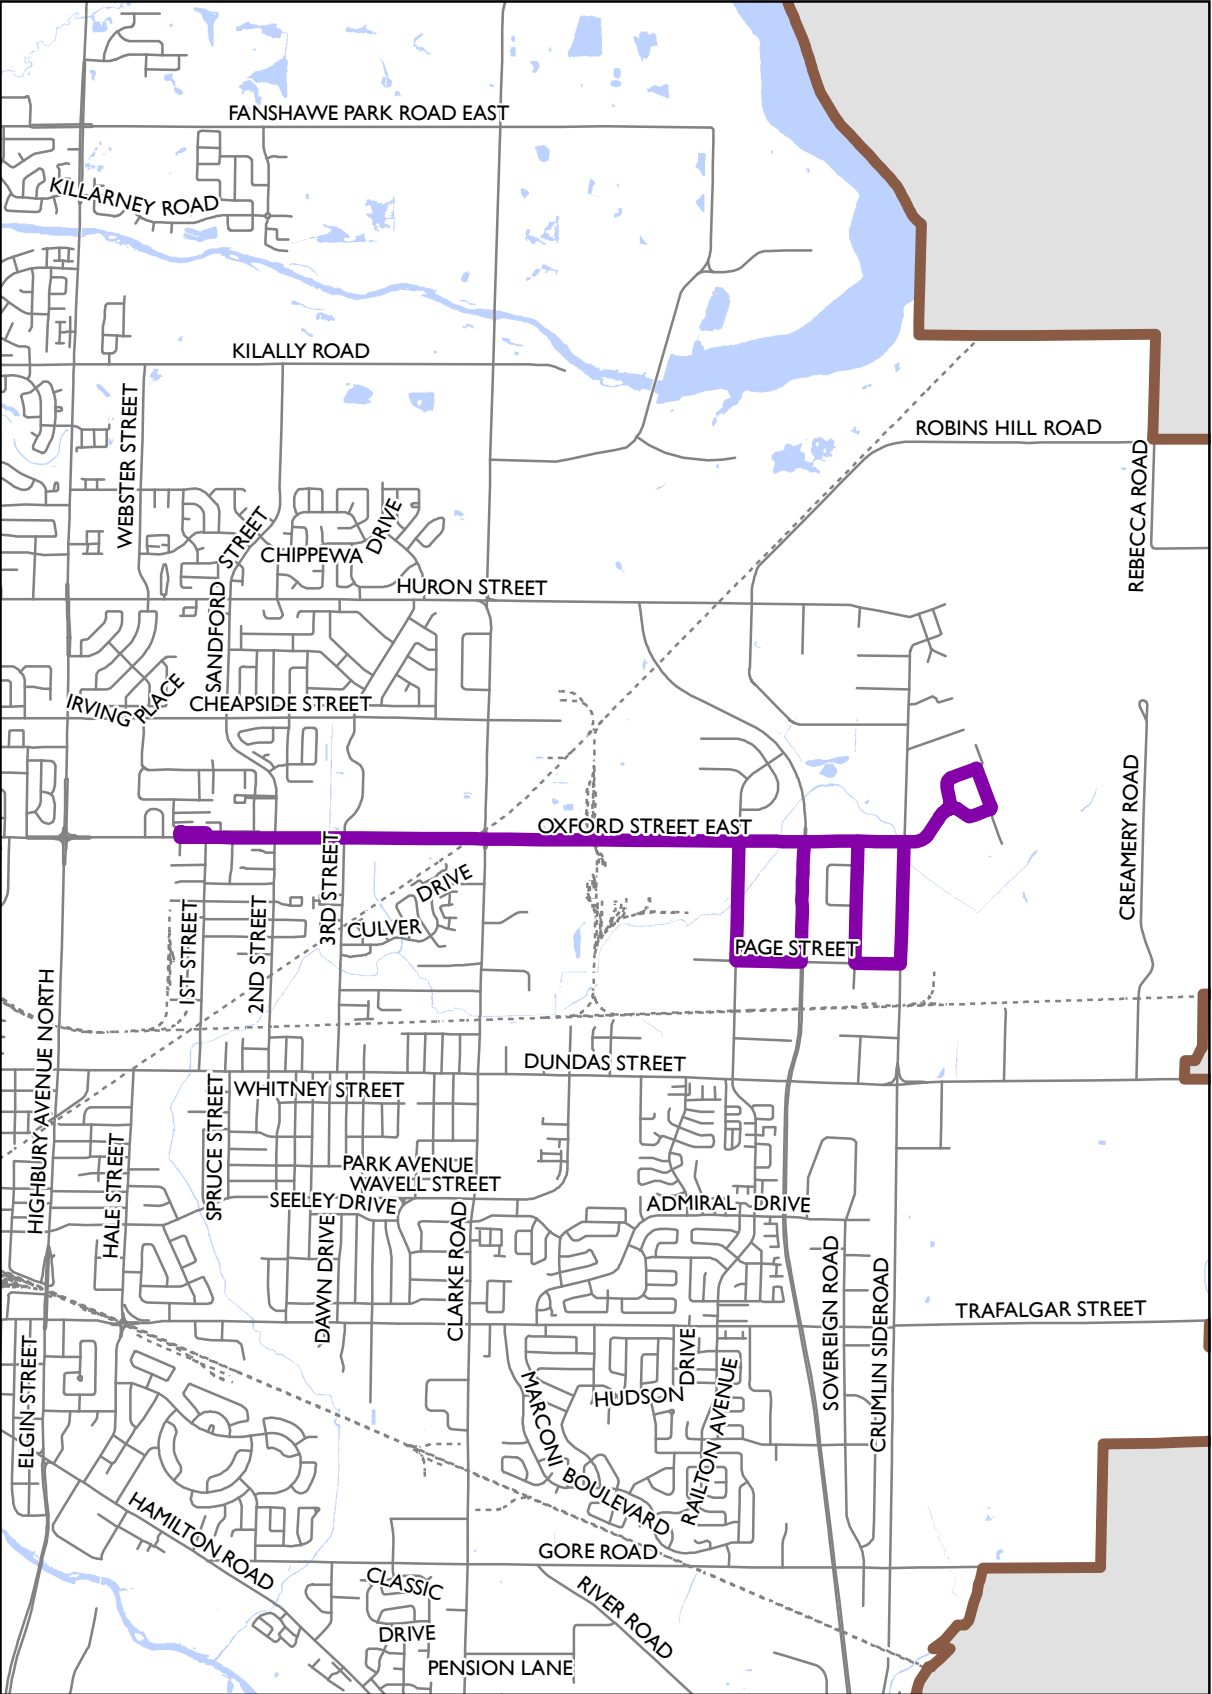 FANSHAWE PARK ROAD EAST
KILLARNEY ROAD
KILALLY ROAD
WEBSTER STREET
ROBINS HILL ROAD
REBECCA ROAD
SANDFORD STREET
CHIPPEWA DRIVE
HURON STREET
IRVING PLACE
CHEAPSIDE STREET
OXFORD STREET EAST
CREAMERY ROAD
3RD STREET
CULVER DRIVE
1ST STREET
2ND STREET
PAGE STREET
HIGHBURY AVENUE NORTH
DUNDAS STREET
WHITNEY STREET
SPRUCE STREET
HALE STREET
PARK AVENUE
WAVELL STREET
SEELEY DRIVE
ADMIRAL DRIVE
DAWN DRIVE
CLARKE ROAD
SOVEREIGN ROAD
CRUMLIN SIDEROAD
TRAFALGAR STREET
ELGIN STREET
HUDSON DRIVE
RAILTON AVENUE
MARCONI BOULEVARD
HAMILTON ROAD
GORE ROAD
CLASSIC
DRIVE
RIVER ROAD
PENSION LANE